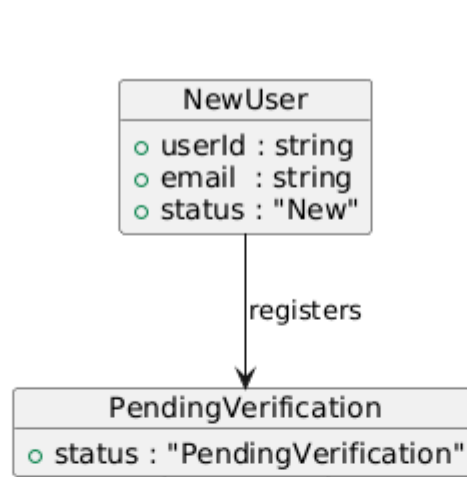 NewUser
userId : string
email : string
status : "New"
registers
PendingVerification
status : "PendingVerification"